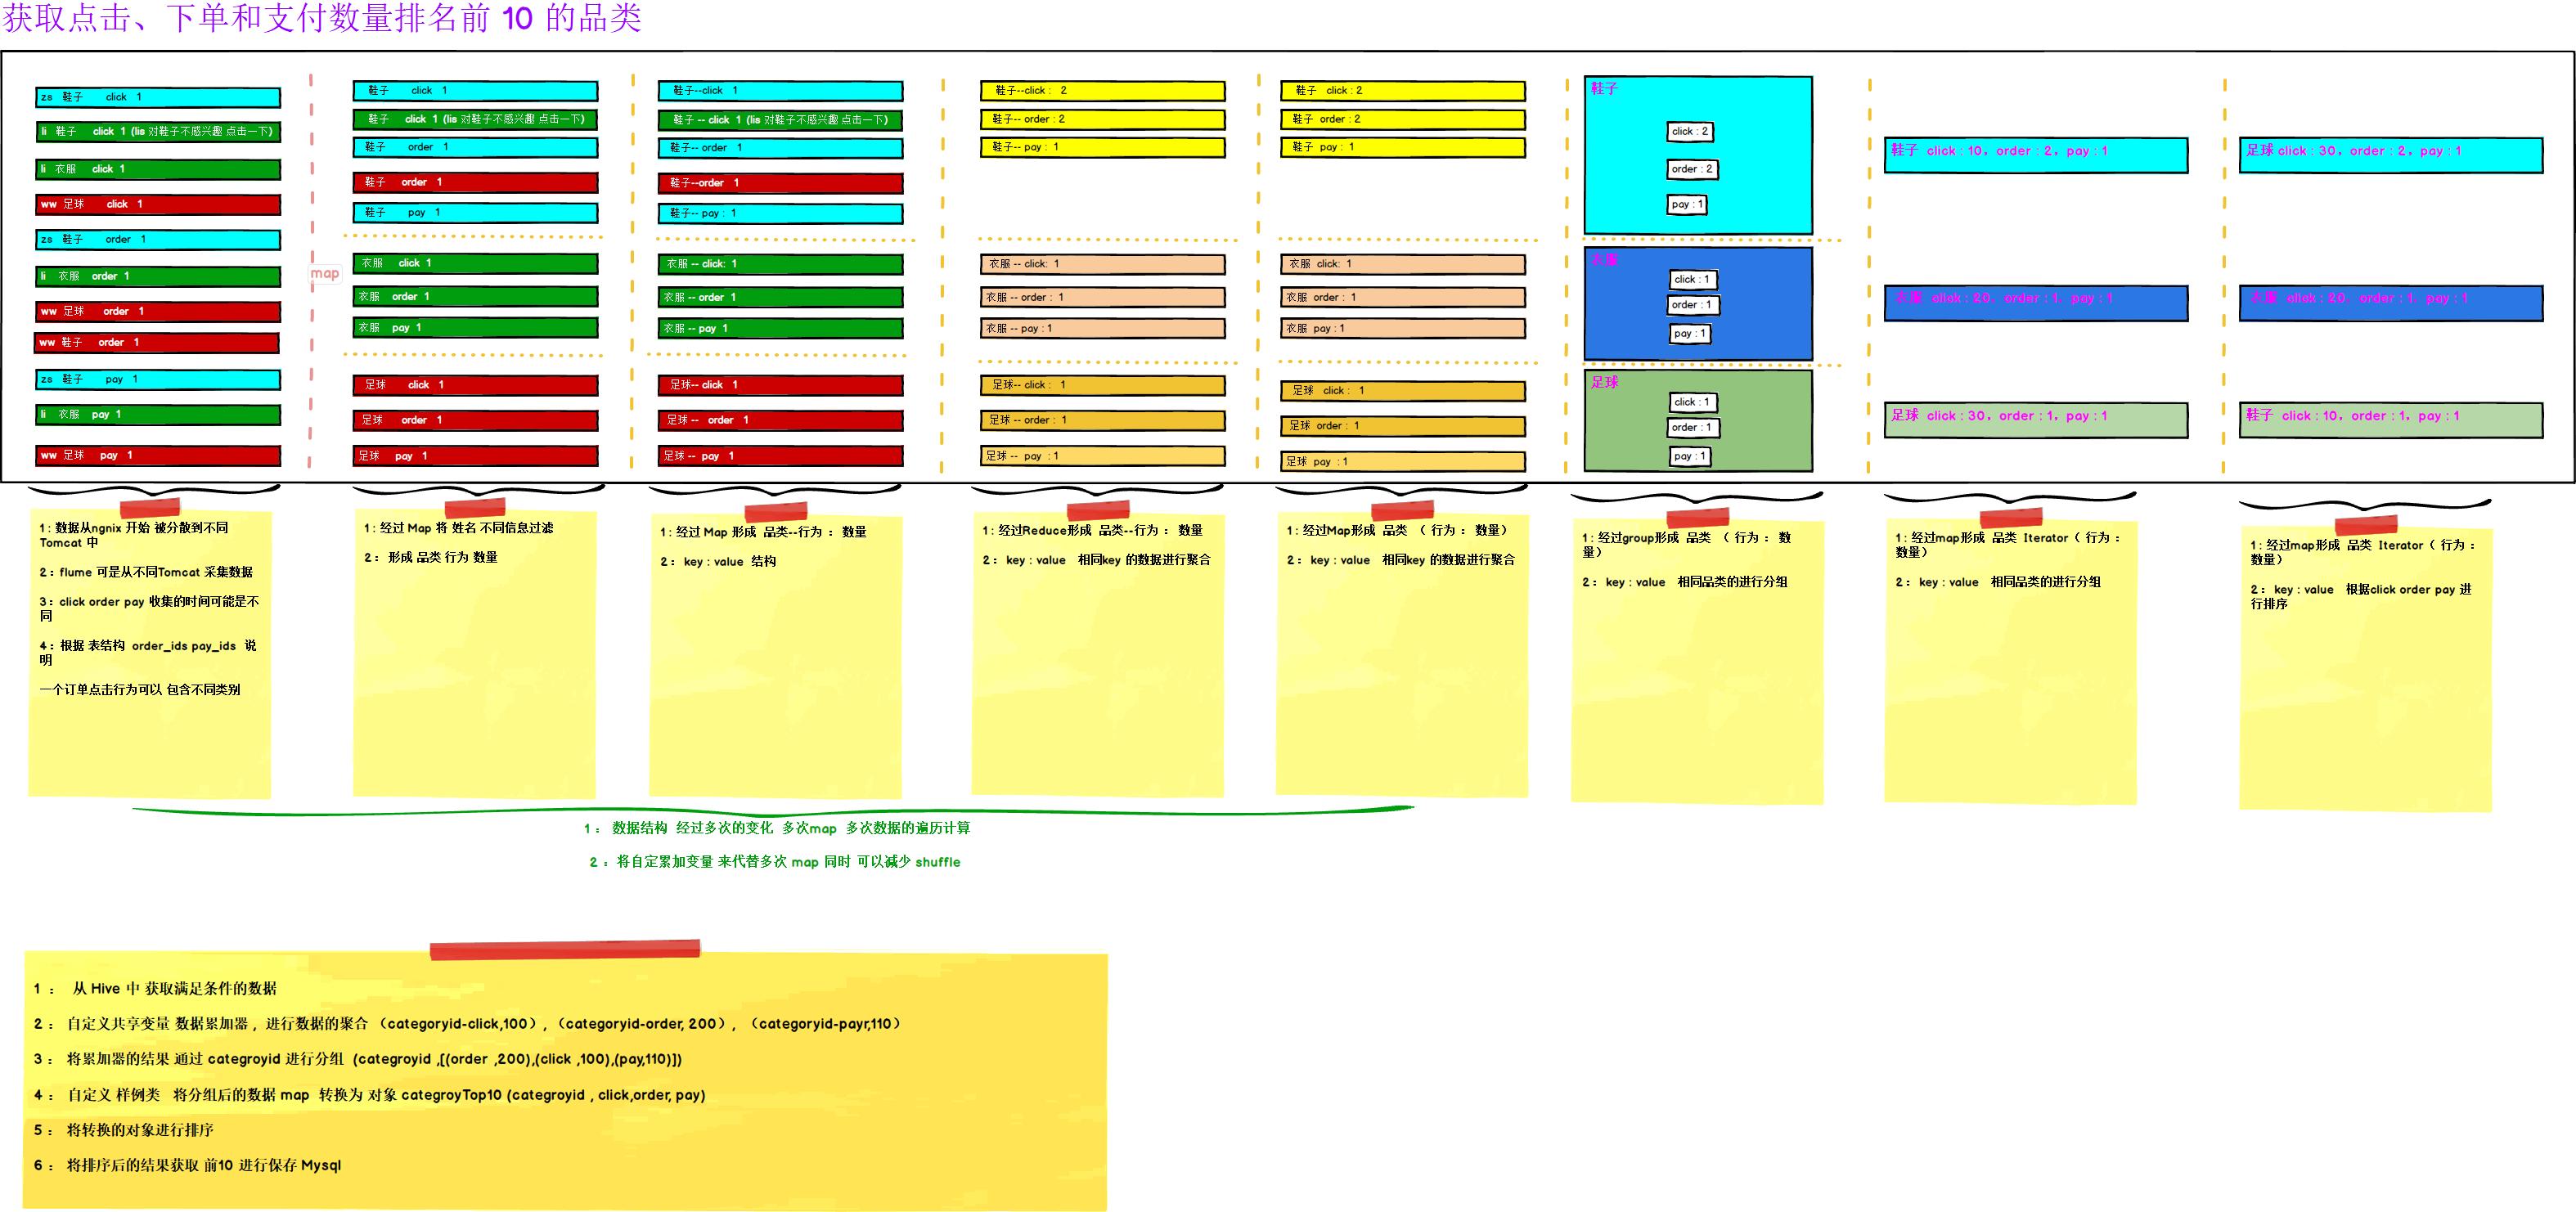 获取点击、下单和支付数量排名前 10 的品类
zs 鞋子 click 1
li 鞋子 click 1 (lis 对鞋子不感兴趣 点击一下)
li 衣服 click 1
ww 足球 click 1
zs 鞋子 order 1
li 衣服 order 1
ww 足球 order 1
ww 鞋子 order 1
zs 鞋子 pay 1
li 衣服 pay 1
ww 足球 pay 1
map
鞋子 click 1
鞋子 click 1 (lis 对鞋子不感兴趣 点击一下)
鞋子 order 1
鞋子 order 1
鞋子 pay 1
衣服 click 1
衣服 order 1
衣服 pay 1
足球 click 1
足球 order 1
足球 pay 1
鞋子--click 1
鞋子 -- click 1 (lis 对鞋子不感兴趣 点击一下)
鞋子-- order 1
鞋子--order 1
鞋子-- pay : 1
衣服 -- click: 1
衣服 -- order 1
衣服 -- pay 1
足球-- click 1
足球 -- order 1
足球 -- pay 1
鞋子--click : 2
鞋子-- order : 2
鞋子-- pay : 1
衣服 -- click: 1
衣服 -- order : 1
衣服 -- pay : 1
足球-- click : 1
足球 -- order : 1
足球 -- pay : 1
鞋子 click : 2
鞋子 order : 2
鞋子 pay : 1
衣服 click: 1
衣服 order : 1
衣服 pay : 1
足球 click : 1
足球 order : 1
足球 pay : 1
鞋子
click : 2
order : 2
pay : 1
衣服
click : 1
order : 1
pay : 1
足球
click : 1
order : 1
pay : 1
鞋子 click : 10，order : 2，pay : 1
衣服 click : 20，order : 1，pay : 1
足球 click : 30，order : 1，pay : 1
足球 click : 30，order : 2，pay : 1
衣服 click : 20，order : 1，pay : 1
鞋子 click : 10，order : 1，pay : 1
1：数据从ngnix 开始 被分散到不同
Tomcat 中
2：flume 可是从不同Tomcat 采集数据
3：click order pay 收集的时间可能是不
同
4：根据 表结构 order_ids pay_ids 说
明
一个订单点击行为可以 包含不同类别
1：经过 Map 将 姓名 不同信息过滤
2： 形成 品类 行为 数量
1：经过 Map 形成 品类--行为 ： 数量
2： key : value 结构
1：经过Reduce形成 品类--行为 ： 数量
2： key : value 相同key 的数据进行聚合
1：经过Map形成 品类 （ 行为 ： 数量）
2： key : value 相同key 的数据进行聚合
1：经过group形成 品类 （ 行为 ： 数
量）
2： key : value 相同品类的进行分组
1：经过map形成 品类 Iterator（ 行为 ：
数量）
2： key : value 相同品类的进行分组
1：经过map形成 品类 Iterator（ 行为 ：
数量）
2： key : value 根据click order pay 进
行排序
1： 数据结构 经过多次的变化 多次map 多次数据的遍历计算
2 ：将自定累加变量 来代替多次 map 同时 可以减少 shuffle
1 ： 从 Hive 中 获取满足条件的数据
2： 自定义共享变量 数据累加器 ，进行数据的聚合 （categoryid-click,100），（categoryid-order, 200），（categoryid-payr,110）
3： 将累加器的结果 通过 categroyid 进行分组 (categroyid ,[(order ,200),(click ,100),(pay,110)])
4： 自定义 样例类 将分组后的数据 map 转换为 对象 categroyTop10 (categroyid , click,order, pay)
5： 将转换的对象进行排序
6： 将排序后的结果获取 前10 进行保存 Mysql